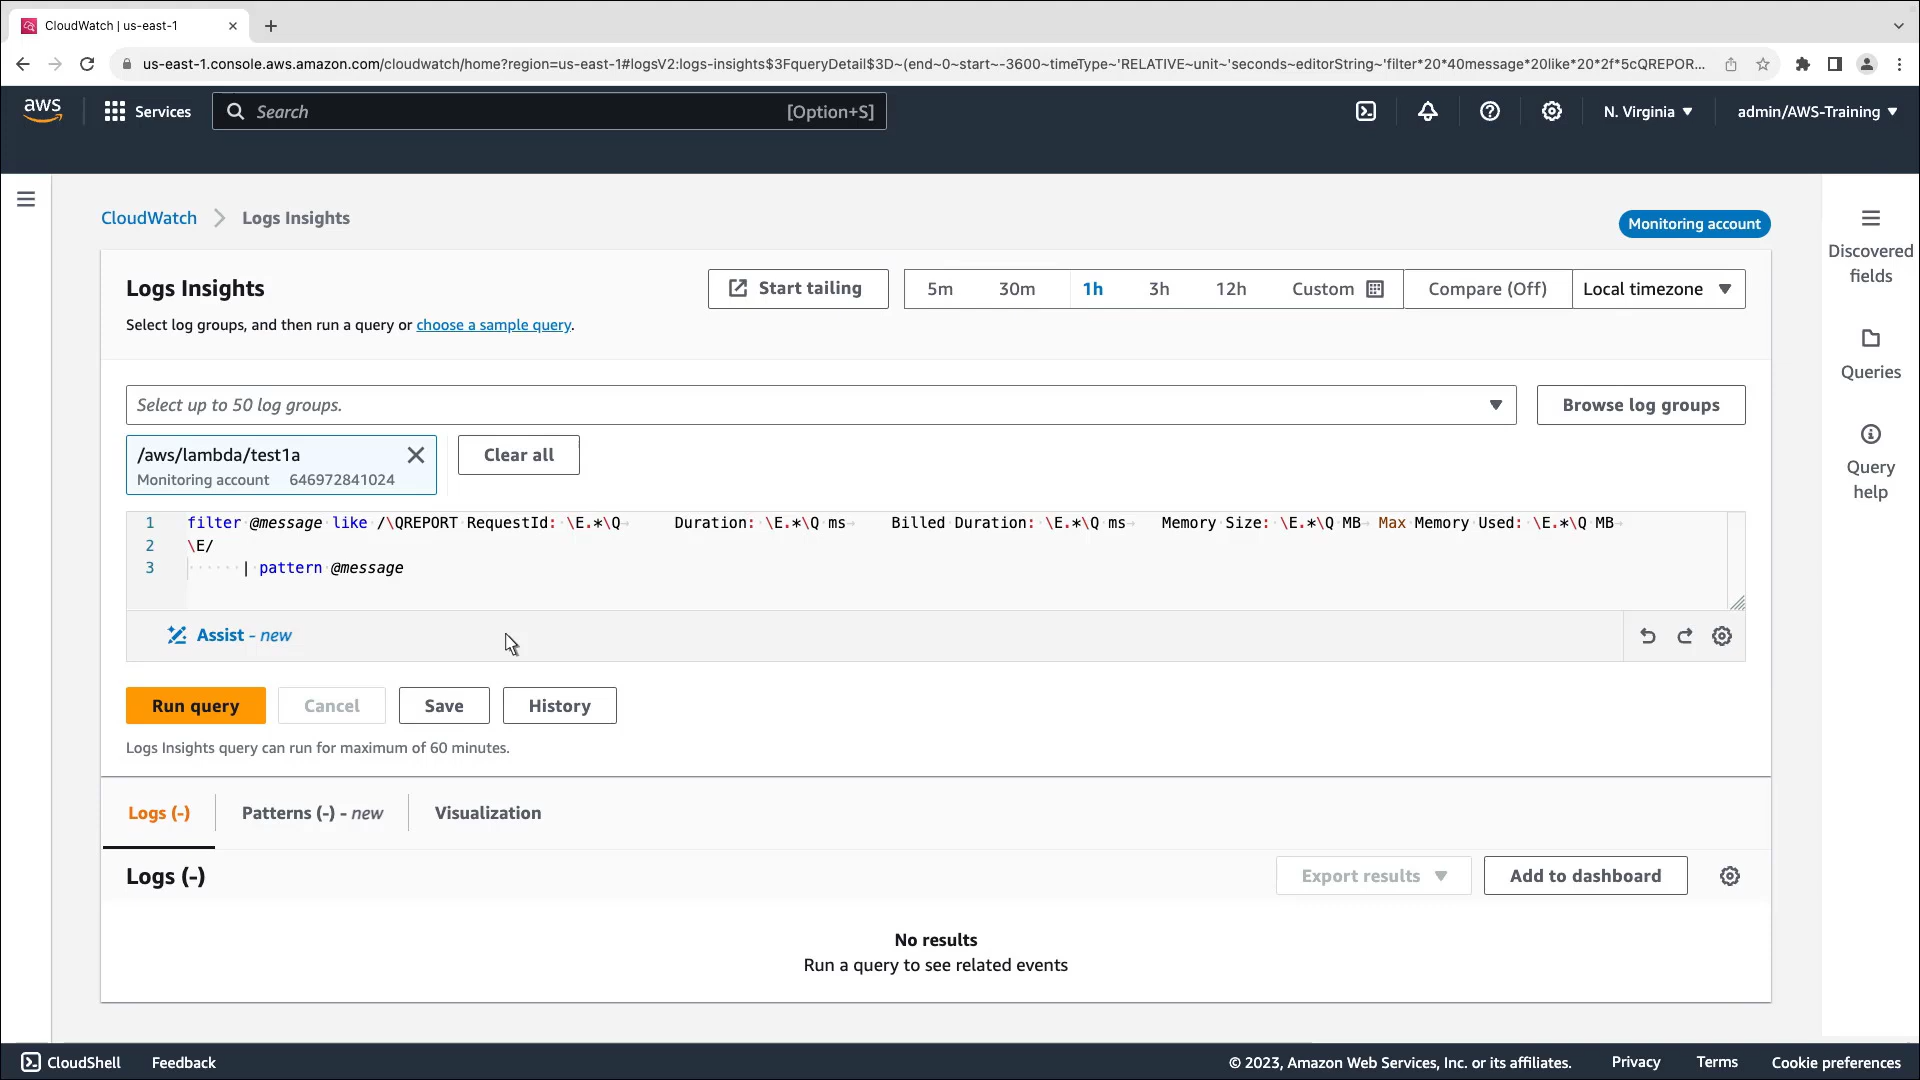 CloudWatch | us-east-1
us-east-1.console.aws.amazon.com/cloudwatch/home?region=us-east-1#logsV2:logs-insights$3FqueryDetail$3D~(end~0~start~-3600~timeType~'RELATIVE~unit~'seconds~editorString~'filter*20*40message*20like*20*2f*5cQREPOR...
aws
Services
Search
[Option+S]
N. Virginia
admin/AWS-Training
CloudWatch
Logs Insights
Monitoring account
Discovered fields
Logs Insights
Start tailing
5m
30m
1h
3h
12h
Custom
Compare (Off)
Local timezone
Select log groups, and then run a query or choose a sample query.
Queries
Select up to 50 log groups.
Browse log groups
/aws/lambda/test1a
Monitoring account 646972841024
Clear all
Query help
1 filter @message like /\QREPORT RequestId: \E.*\Q Duration: \E.*\Q ms Billed Duration: \E.*\Q ms Memory Size: \E.*\Q MB Max Memory Used: \E.*\Q MB
2 \E/
3 | pattern @message
Assist - new
Run query
Cancel
Save
History
Logs Insights query can run for maximum of 60 minutes.
Logs (-)
Patterns (-) - new
Visualization
Logs (-)
Export results
Add to dashboard
No results
Run a query to see related events
CloudShell
Feedback
© 2023, Amazon Web Services, Inc. or its affiliates.
Privacy
Terms
Cookie preferences